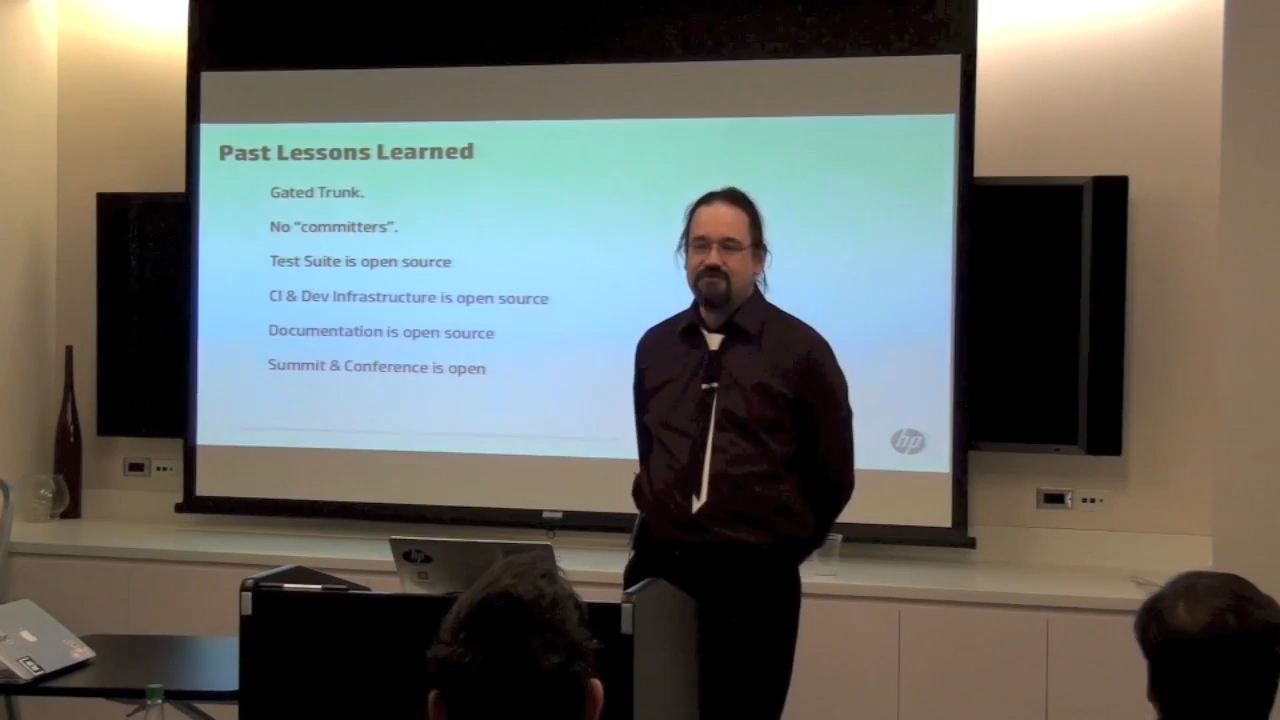 Past Lessons Learned
Gated Trunk.
No “committers”.
Test Suite is open source
CI & Dev Infrastructure is open source
Documentation is open source
Summit & Conference is open
hp
hp